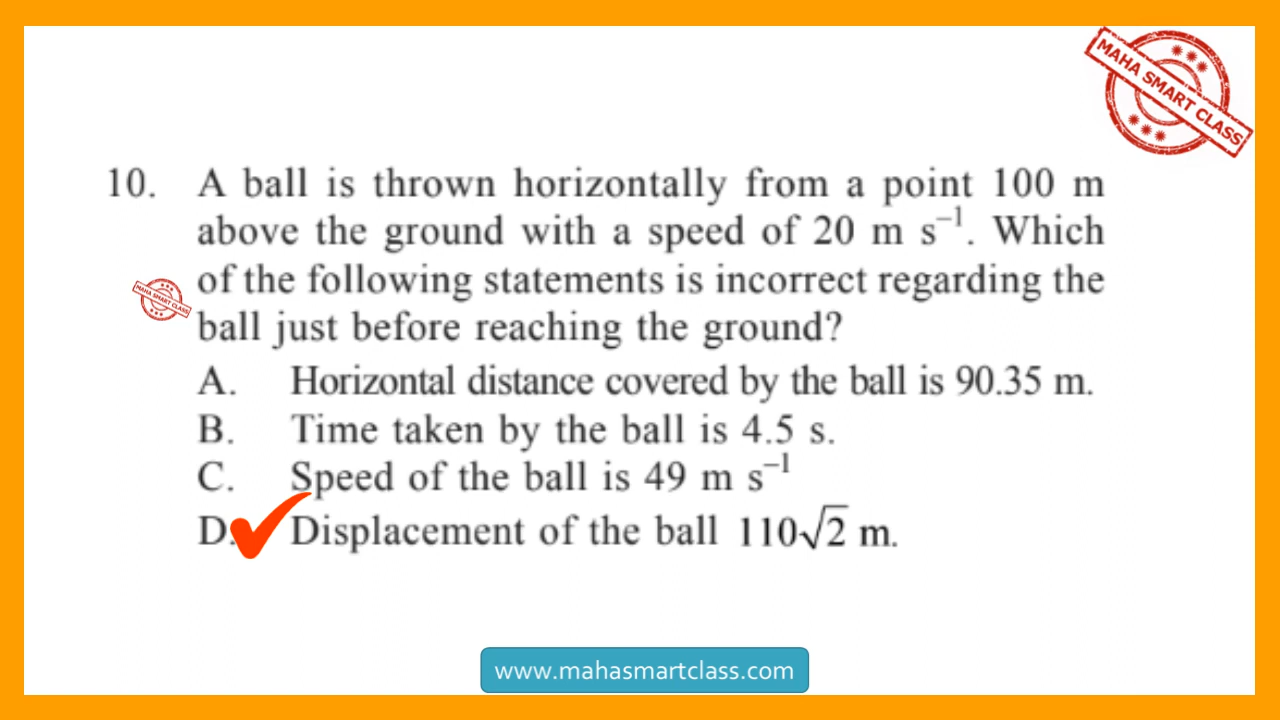 MAHA SMART CLASS
10. A ball is thrown horizontally from a point 100 m
above the ground with a speed of 20 m s⁻¹. Which
of the following statements is incorrect regarding the
MAHA SMART CLASS
ball just before reaching the ground?
A. Horizontal distance covered by the ball is 90.35 m.
B. Time taken by the ball is 4.5 s.
C. Speed of the ball is 49 m s⁻¹
D. Displacement of the ball 110√2 m.
www.mahasmartclass.com